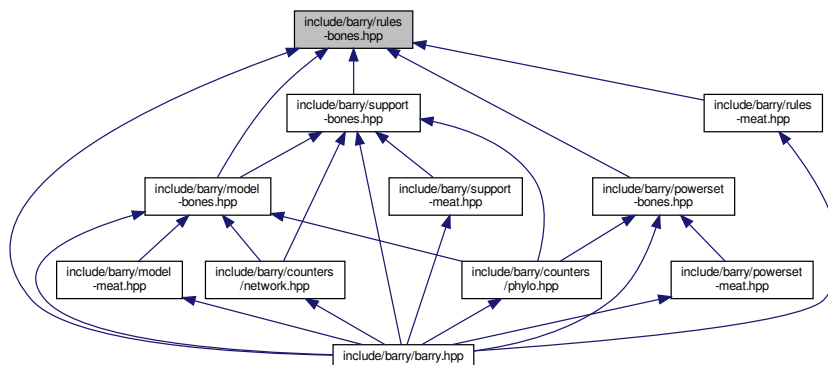 include/barry/rules
-bones.hpp
include/barry/support
-bones.hpp
include/barry/rules
-meat.hpp
include/barry/model
-bones.hpp
include/barry/support
-meat.hpp
include/barry/powerset
-bones.hpp
include/barry/model
-meat.hpp
include/barry/counters
/network.hpp
include/barry/counters
/phylo.hpp
include/barry/powerset
-meat.hpp
include/barry/barry.hpp